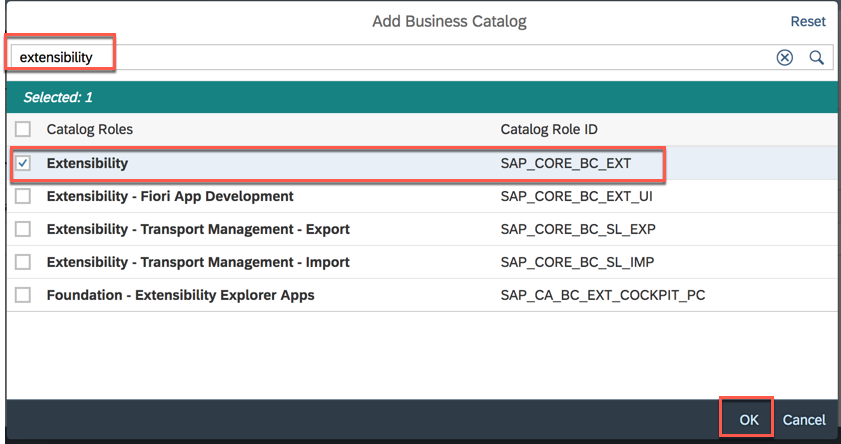 Add Business Catalog
Reset
extensibility
Selected: 1
Catalog Roles Catalog Role ID
Extensibility SAP_CORE_BC_EXT
Extensibility - Fiori App Development SAP_CORE_BC_EXT_UI
Extensibility - Transport Management - Export SAP_CORE_BC_SL_EXP
Extensibility - Transport Management - Import SAP_CORE_BC_SL_IMP
Foundation - Extensibility Explorer Apps SAP_CA_BC_EXT_COCKPIT_PC
OK Cancel